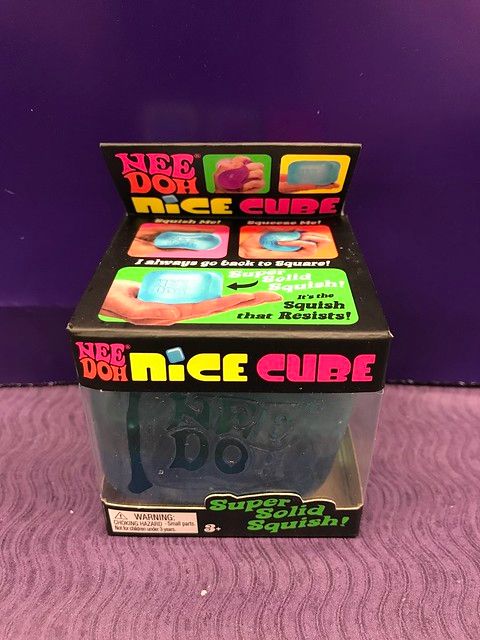 NEE
DOH®
NiCE CUBE
Squish Me!
Squeeze Me!
I always go back to Square!
Super
Solid
Squish!
It's the
Squish
that Resists!
NEE®
DOH
NiCE CUBE
NEE
DOH
Super
Solid
Squish!
WARNING:
CHOKING HAZARD - Small parts.
Not for children under 3 years.
3+